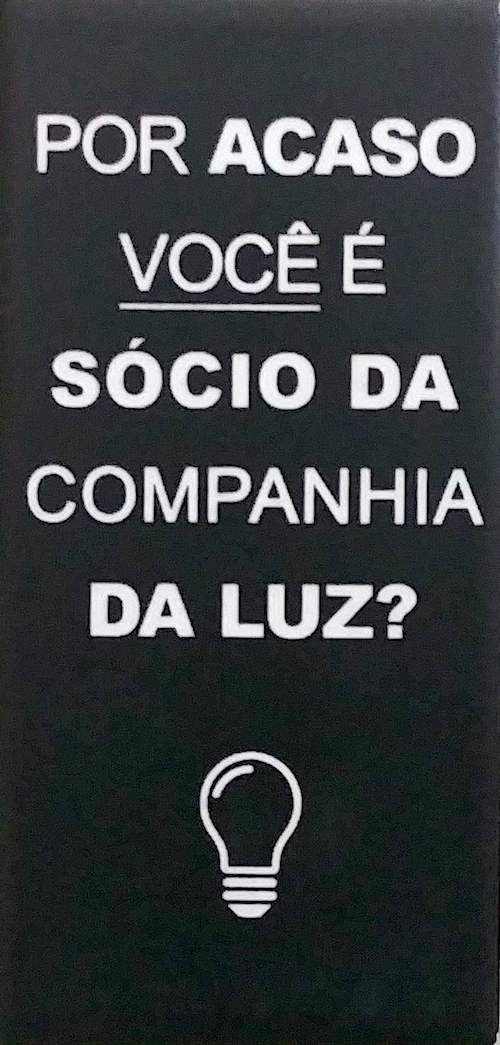 POR ACASO
VOCÊ É
SÓCIO DA
COMPANHIA
DA LUZ?